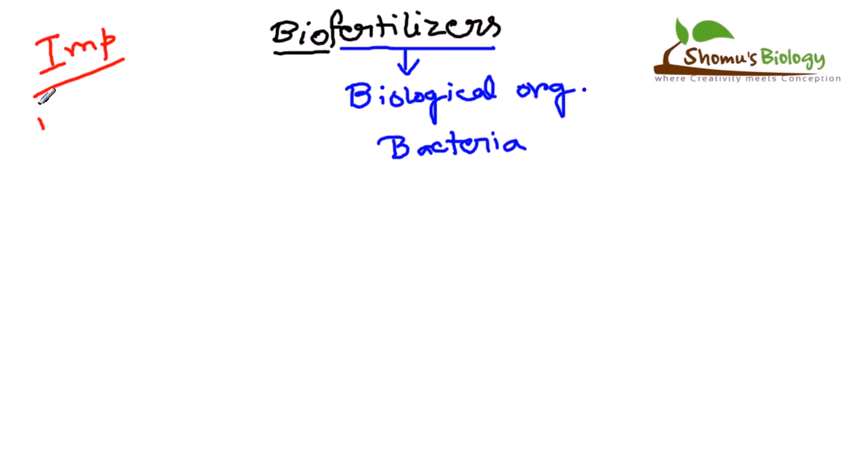 Imp
Biofertilizers
Biological org.
Bacteria
Shomu's Biology
where Creativity meets Conception